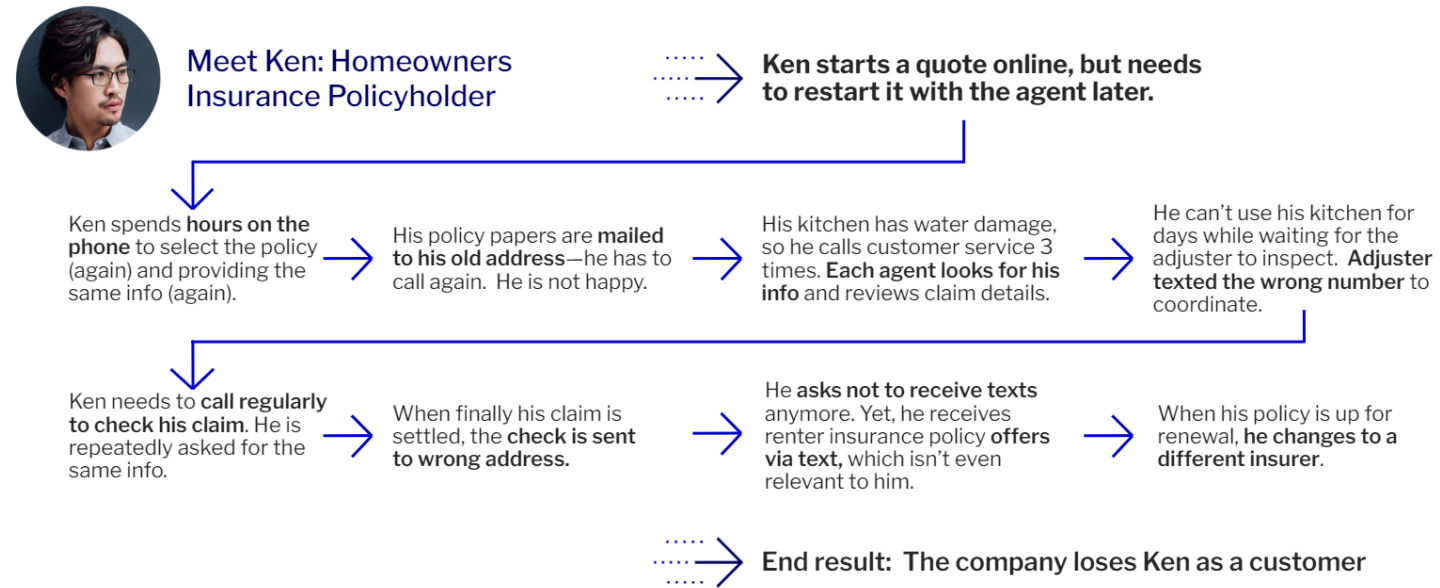 Meet Ken: Homeowners
Insurance Policyholder
Ken starts a quote online, but needs
to restart it with the agent later.
Ken spends hours on the
phone to select the policy
(again) and providing the
same info (again).
His policy papers are mailed
to his old address—he has to
call again.  He is not happy.
His kitchen has water damage,
so he calls customer service 3
times. Each agent looks for his
info and reviews claim details.
He can’t use his kitchen for
days while waiting for the
adjuster to inspect.  Adjuster
texted the wrong number to
coordinate.
Ken needs to call regularly
to check his claim. He is
repeatedly asked for the
same info.
When finally his claim is
settled, the check is sent
to wrong address.
He asks not to receive texts
anymore. Yet, he receives
renter insurance policy offers
via text, which isn’t even
relevant to him.
When his policy is up for
renewal, he changes to a
different insurer.
End result:  The company loses Ken as a customer